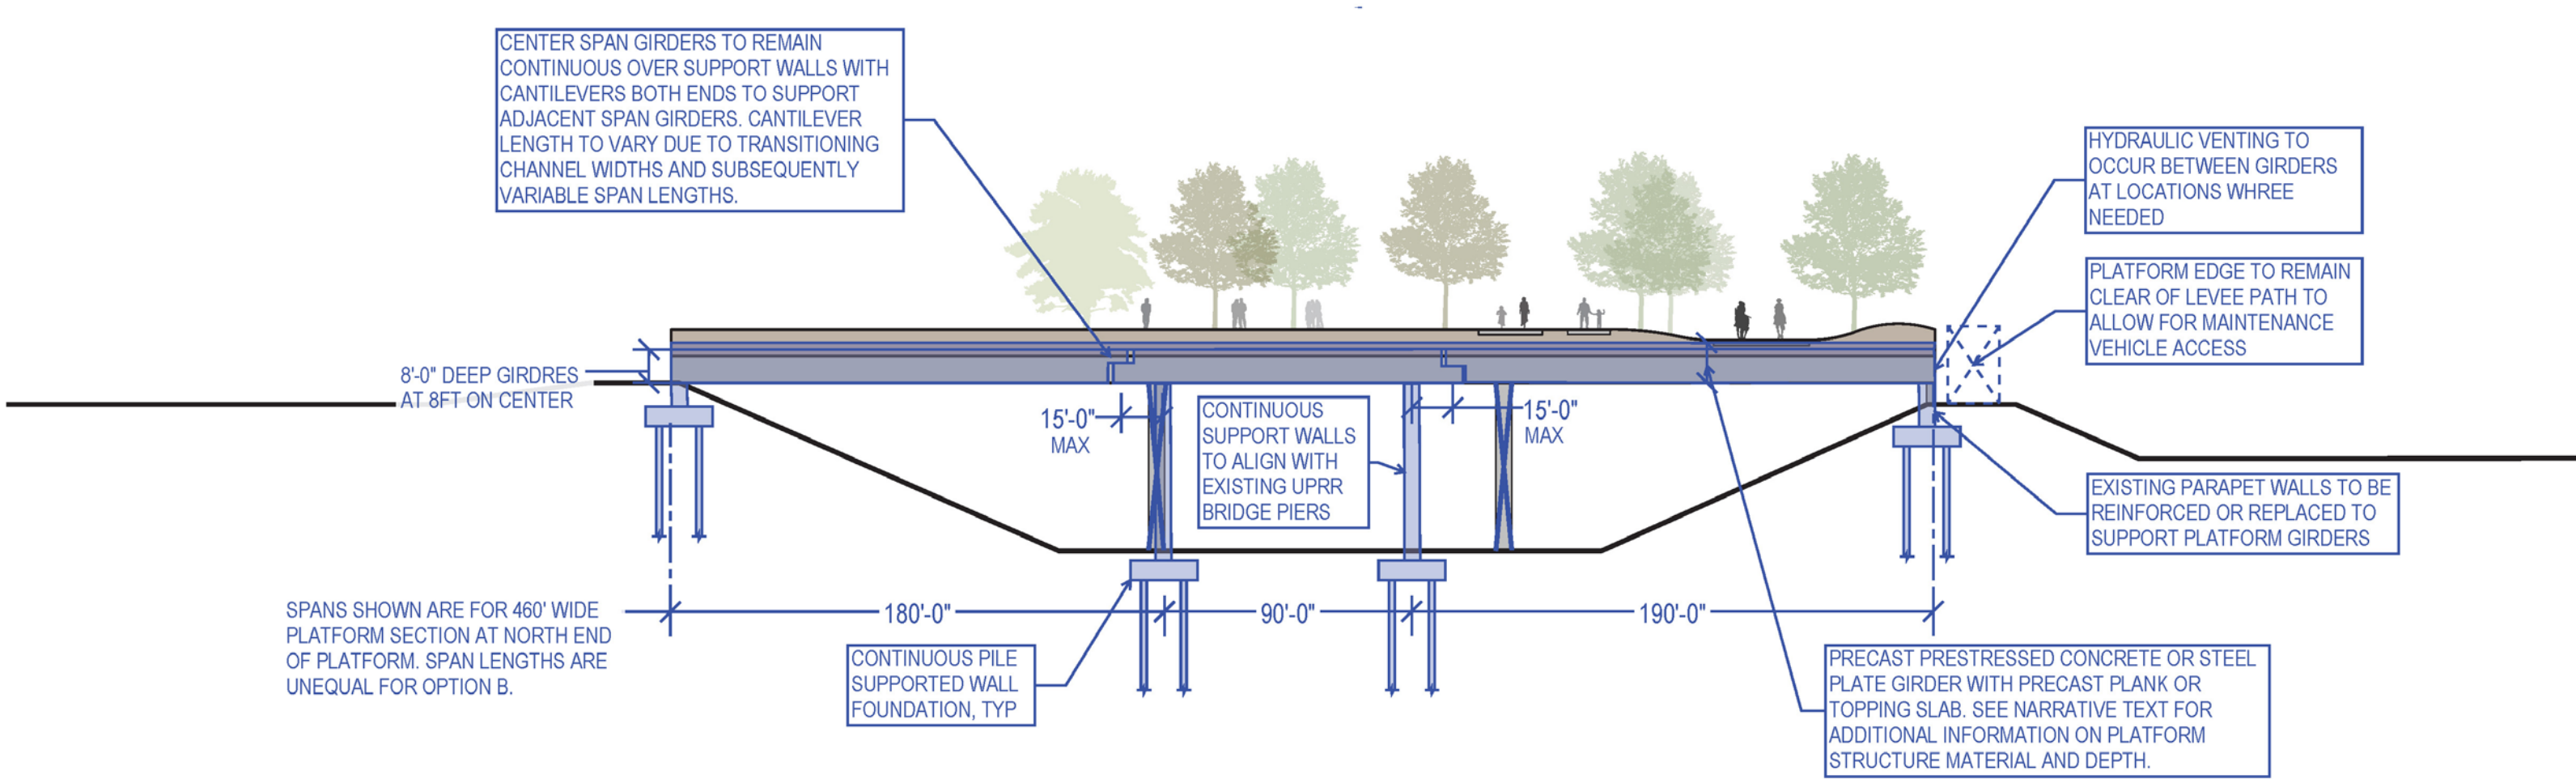 CENTER SPAN GIRDERS TO REMAIN
CONTINUOUS OVER SUPPORT WALLS WITH
CANTILEVERS BOTH ENDS TO SUPPORT
ADJACENT SPAN GIRDERS. CANTILEVER
LENGTH TO VARY DUE TO TRANSITIONING
CHANNEL WIDTHS AND SUBSEQUENTLY
VARIABLE SPAN LENGTHS.
HYDRAULIC VENTING TO
OCCUR BETWEEN GIRDERS
AT LOCATIONS WHREE
NEEDED
PLATFORM EDGE TO REMAIN
CLEAR OF LEVEE PATH TO
ALLOW FOR MAINTENANCE
VEHICLE ACCESS
8'-0" DEEP GIRDRES
AT 8FT ON CENTER
15'-0"
MAX
CONTINUOUS
SUPPORT WALLS
TO ALIGN WITH
EXISTING UPRR
BRIDGE PIERS
15'-0"
MAX
EXISTING PARAPET WALLS TO BE
REINFORCED OR REPLACED TO
SUPPORT PLATFORM GIRDERS
SPANS SHOWN ARE FOR 460' WIDE
PLATFORM SECTION AT NORTH END
OF PLATFORM. SPAN LENGTHS ARE
UNEQUAL FOR OPTION B.
180'-0"
90'-0"
190'-0"
CONTINUOUS PILE
SUPPORTED WALL
FOUNDATION, TYP
PRECAST PRESTRESSED CONCRETE OR STEEL
PLATE GIRDER WITH PRECAST PLANK OR
TOPPING SLAB. SEE NARRATIVE TEXT FOR
ADDITIONAL INFORMATION ON PLATFORM
STRUCTURE MATERIAL AND DEPTH.